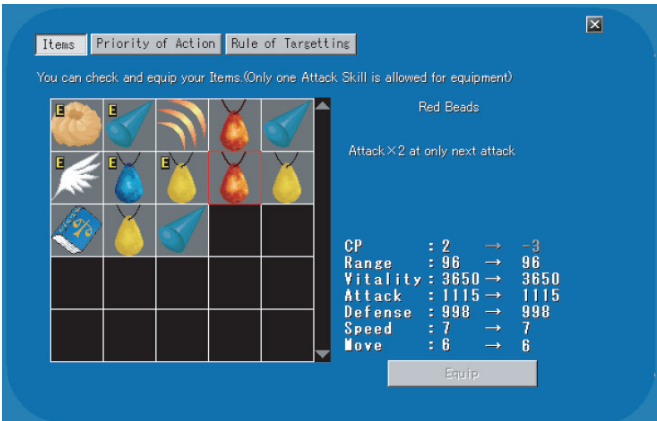 Items Priority of Action Rule of Targetting
You can check and equip your Items.(Only one Attack Skill is allowed for equipment)
E E
E E E
Red Beads
Attack×2 at only next attack
CP : 2 → -3
Range : 96 → 96
Vitality : 3650 → 3650
Attack : 1115 → 1115
Defense : 998 → 998
Speed : 7 → 7
Move : 6 → 6
Equip